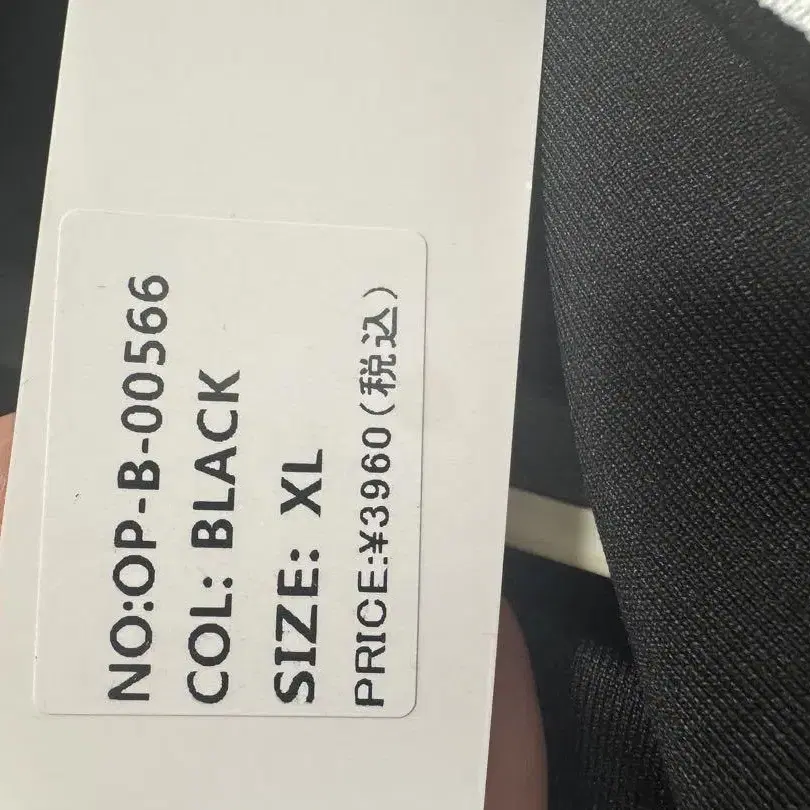 NO:OP-B-00566
COL: BLACK
SIZE: XL
PRICE:¥3960(税込)